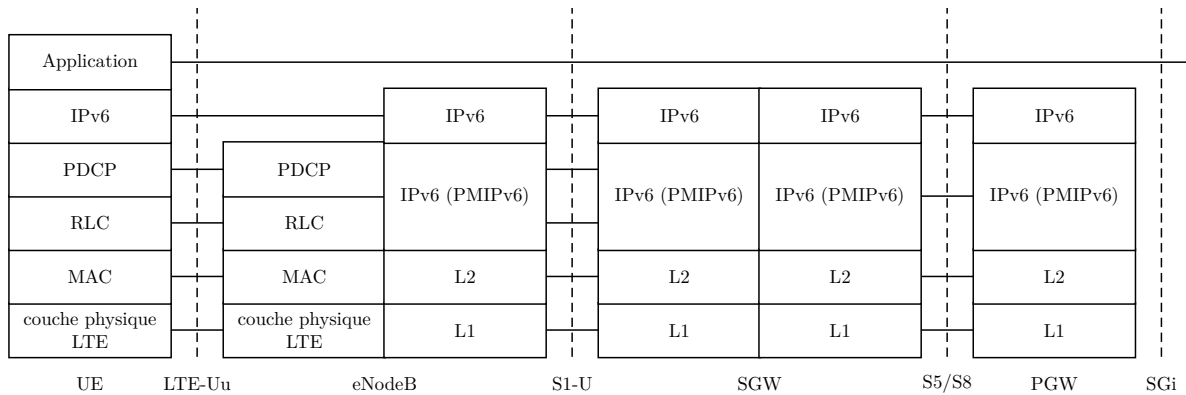 Application
IPv6 IPv6 IPv6 IPv6 IPv6
PDCP PDCP
IPv6 (PMIPv6) IPv6 (PMIPv6) IPv6 (PMIPv6) IPv6 (PMIPv6)
RLC RLC
MAC MAC L2 L2 L2 L2
couche physique couche physique
LTE LTE
L1 L1 L1 L1
UE LTE-Uu eNodeB S1-U SGW S5/S8 PGW SGi